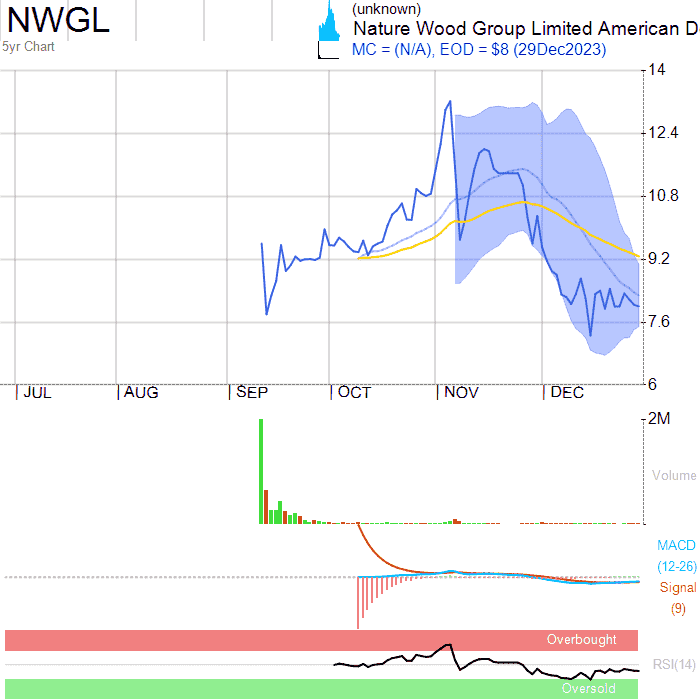 NWGL
5yr Chart
(unknown)
Nature Wood Group Limited American D
MC = (N/A), EOD = $8 (29Dec2023)
14
12.4
10.8
9.2
7.6
6
JUL AUG SEP OCT NOV DEC
2M
Volume
MACD
(12-26)
Signal
(9)
Overbought
RSI(14)
Oversold